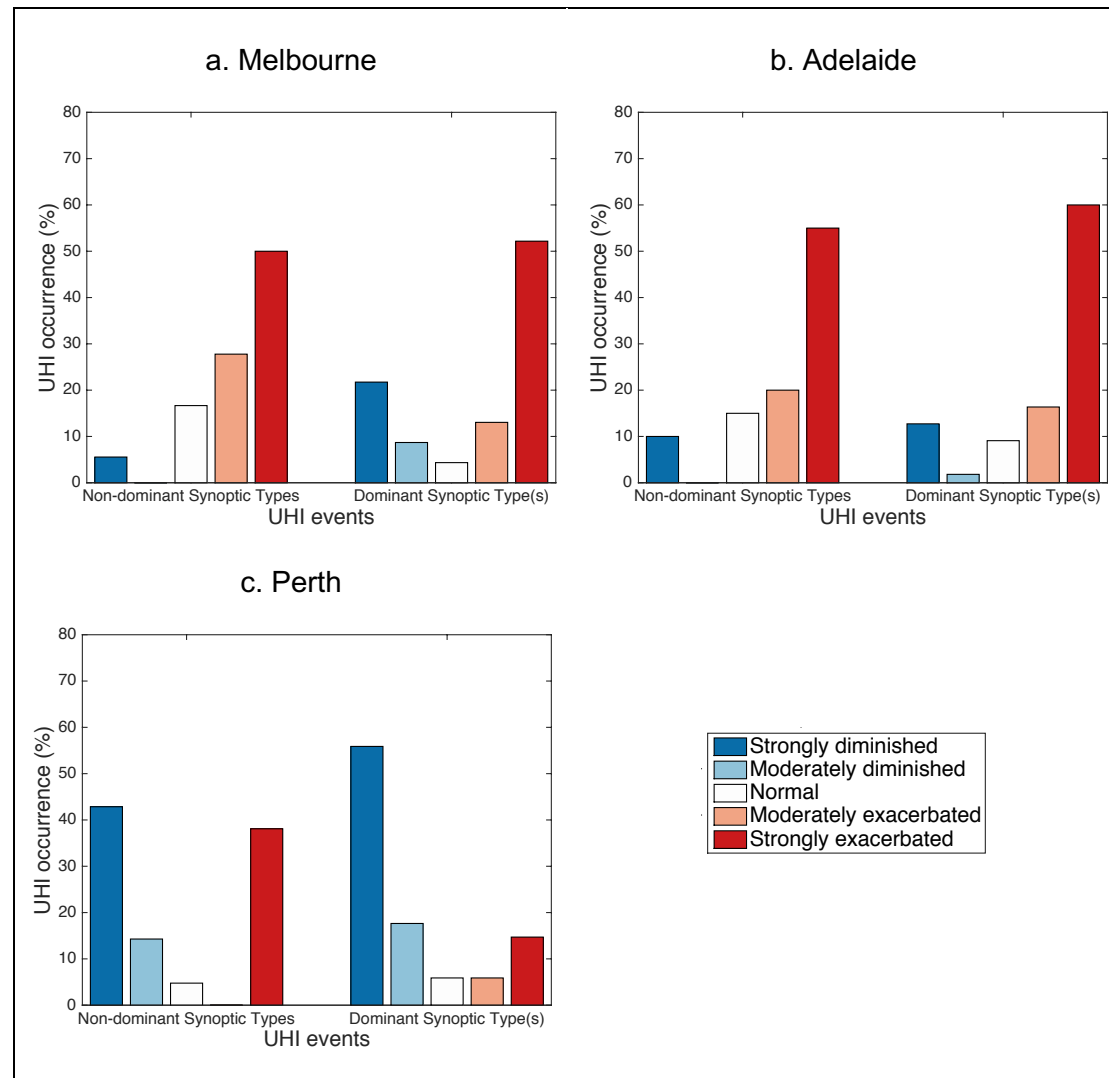 a. Melbourne
80
70
60
50
40
30
20
10
0
UHI occurrence (%)
Non-dominant Synoptic Types
Dominant Synoptic Type(s)
UHI events
b. Adelaide
80
70
60
50
40
30
20
10
0
UHI occurrence (%)
Non-dominant Synoptic Types
Dominant Synoptic Type(s)
UHI events
c. Perth
80
70
60
50
40
30
20
10
0
UHI occurrence (%)
Non-dominant Synoptic Types
Dominant Synoptic Type(s)
UHI events
Strongly diminished
Moderately diminished
Normal
Moderately exacerbated
Strongly exacerbated